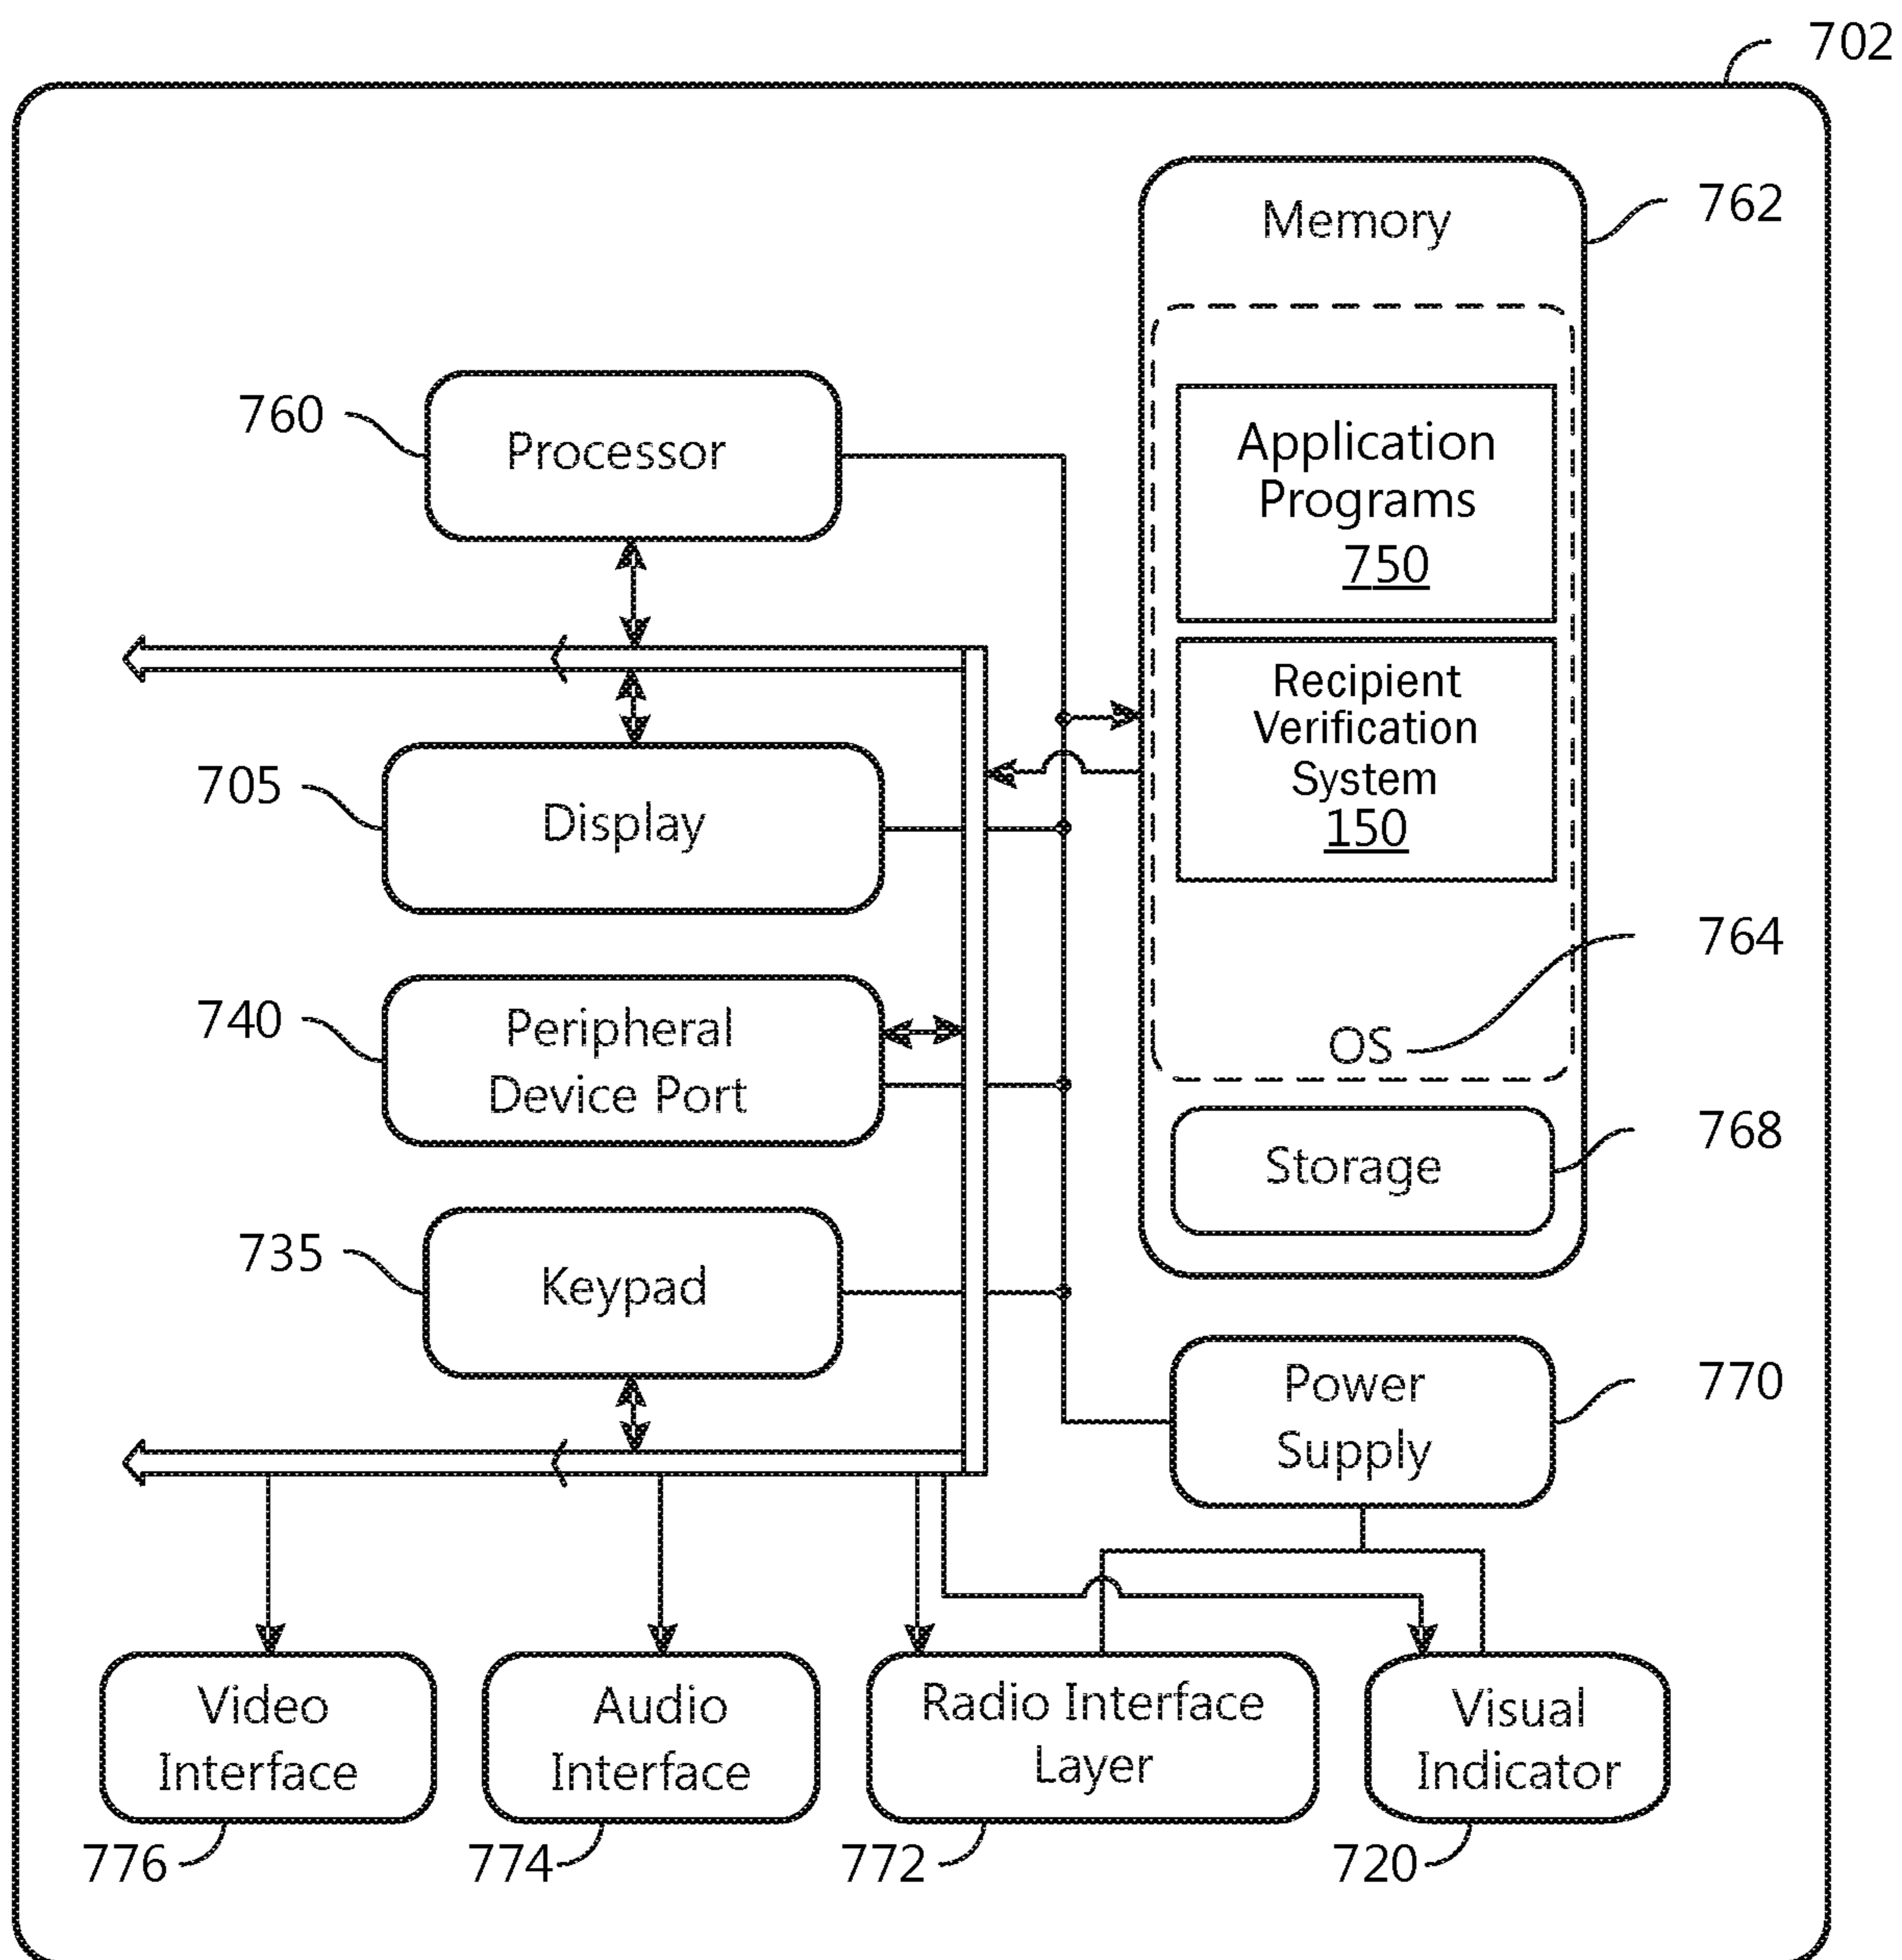 702
Memory
762
760
Processor
Application
Programs
750
Recipient
Verification
System
150
705
Display
764
OS
740
Peripheral
Device Port
768
Storage
735
Keypad
Power
Supply
770
Video
Interface
Audio
Interface
Radio Interface
Layer
Visual
Indicator
776
774
772
720